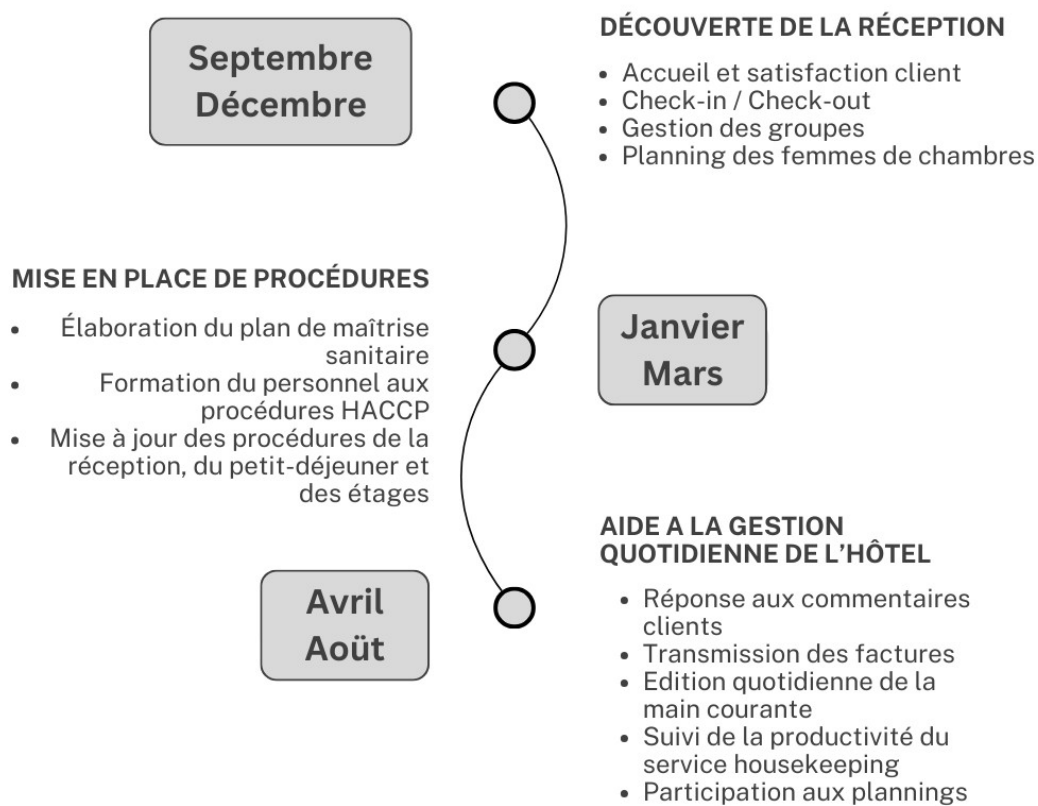 Septembre
Décembre
DÉCOUVERTE DE LA RÉCEPTION
• Accueil et satisfaction client
• Check-in / Check-out
• Gestion des groupes
• Planning des femmes de chambres
MISE EN PLACE DE PROCÉDURES
• Élaboration du plan de maîtrise
sanitaire
• Formation du personnel aux
procédures HACCP
• Mise à jour des procédures de la
réception, du petit-déjeuner et
des étages
Janvier
Mars
Avril
Aoüt
AIDE A LA GESTION
QUOTIDIENNE DE L’HÔTEL
• Réponse aux commentaires
clients
• Transmission des factures
• Edition quotidienne de la
main courante
• Suivi de la productivité du
service housekeeping
• Participation aux plannings